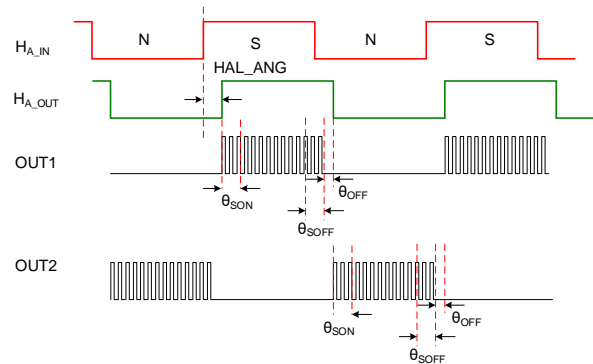 N S N S
H_A_IN
HAL_ANG
H_A_OUT
OUT1
θ_OFF
θ_SON
θ_SOFF
OUT2
θ_SON
θ_OFF
θ_SOFF